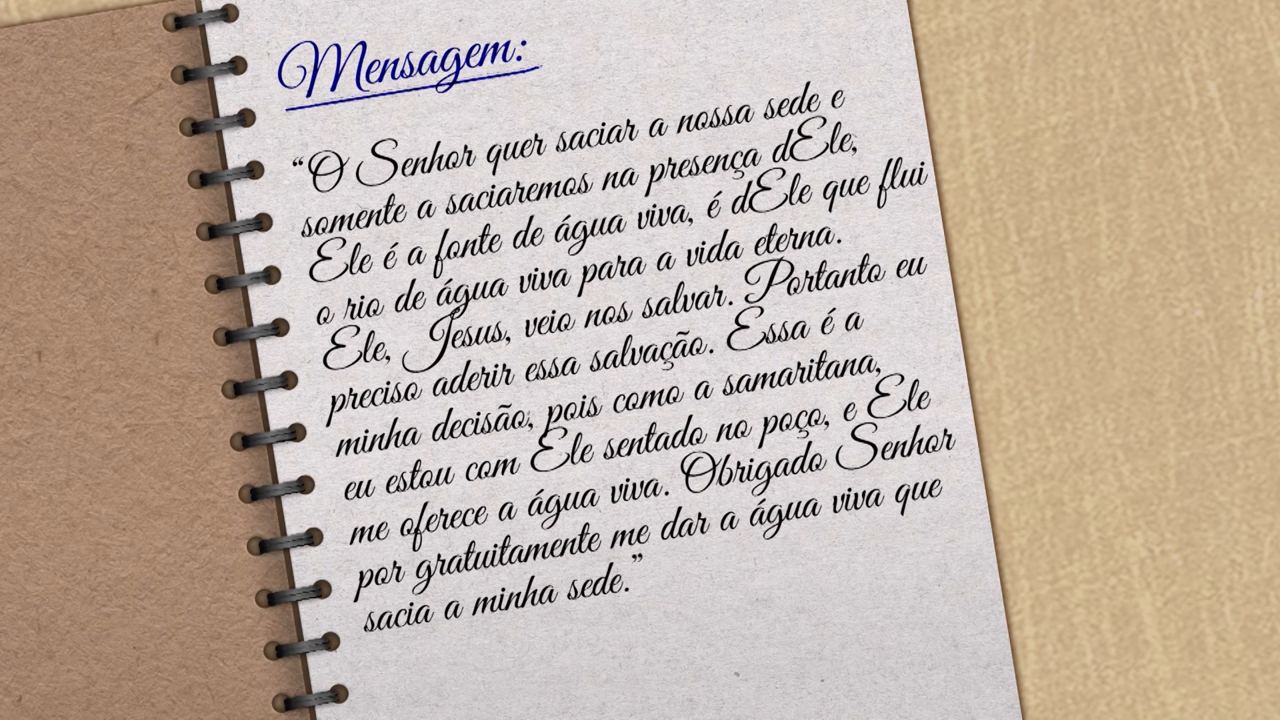 Mensagem:
“O Senhor quer saciar a nossa sede e
somente a saciaremos na presença dEle,
Ele é a fonte de água viva, é dEle que flui
o rio de água viva para a vida eterna.
Ele, Jesus, veio nos salvar. Portanto eu
preciso aderir essa salvação. Essa é a
minha decisão, pois como a samaritana,
eu estou com Ele sentado no poço, e Ele
me oferece a água viva. Obrigado Senhor
por gratuitamente me dar a água viva que
sacia a minha sede.”